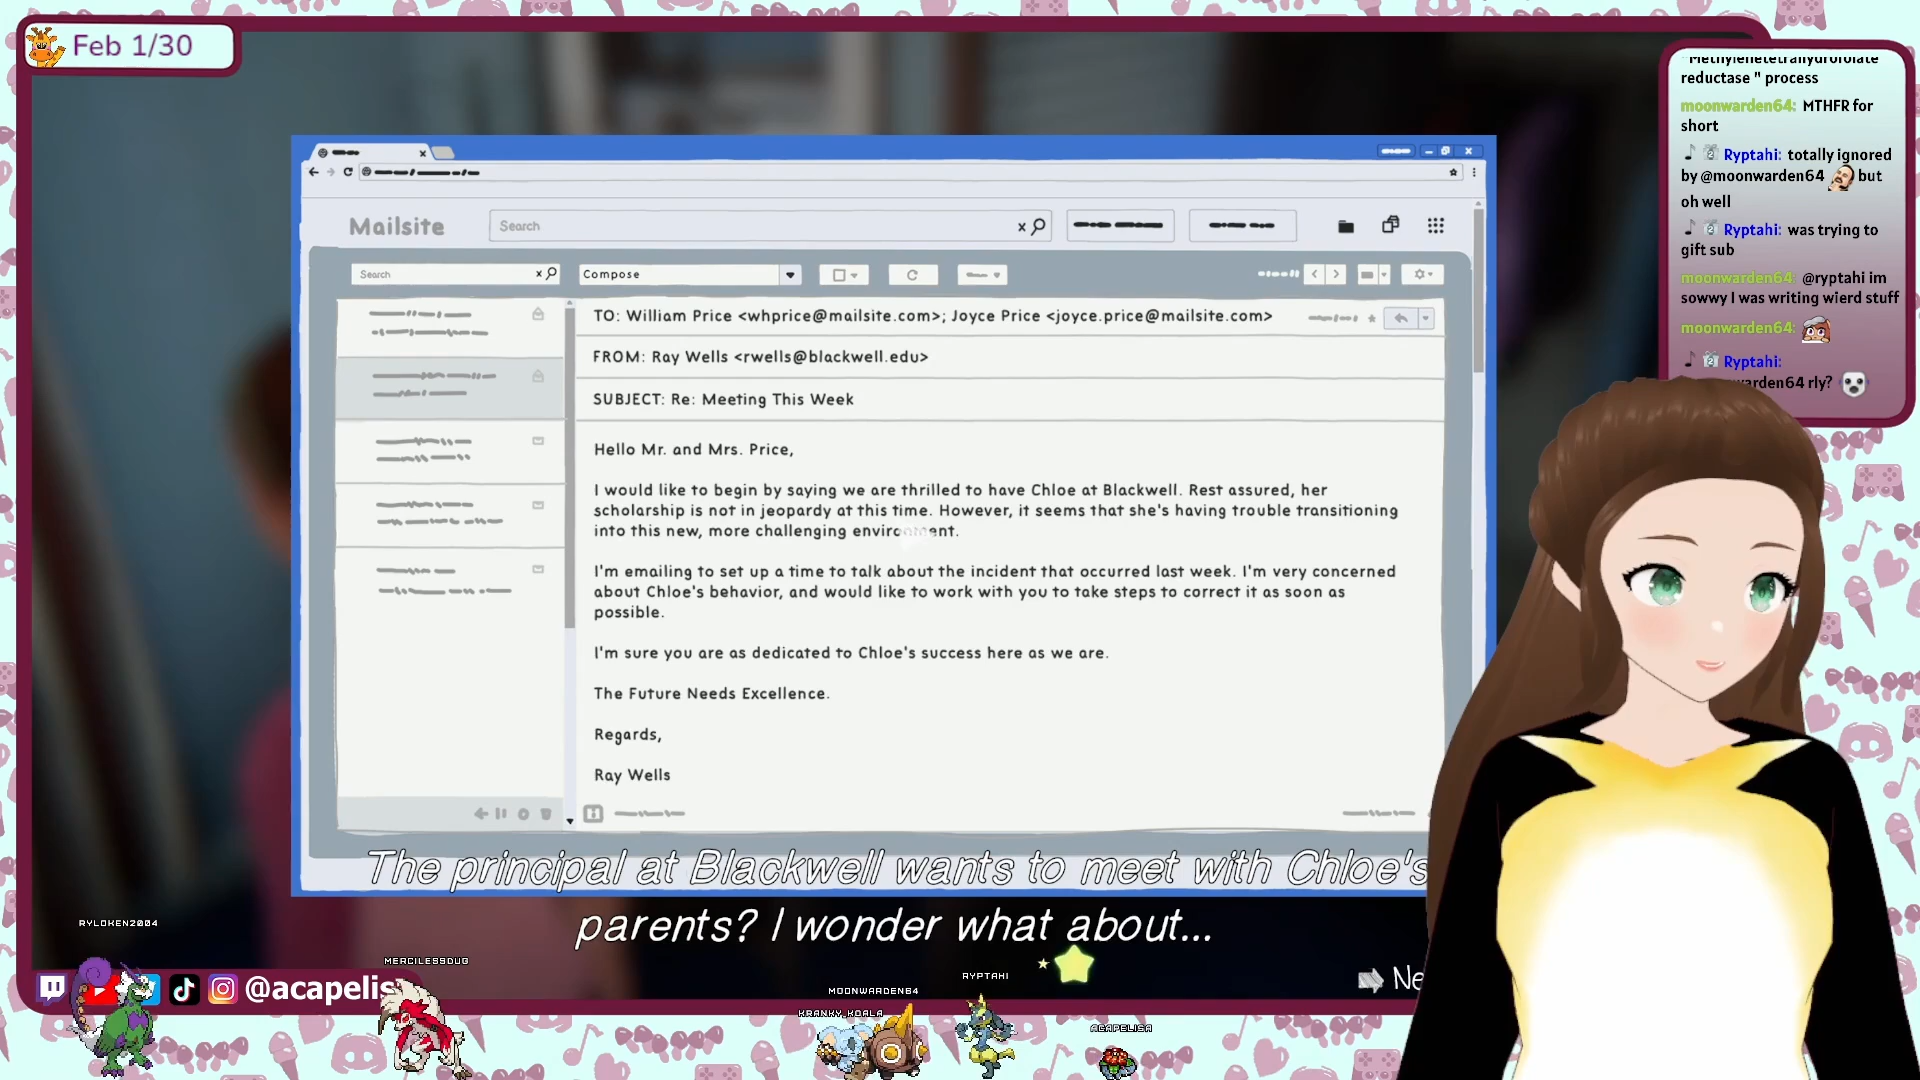 Feb 1/30
"Methylenetetrahydrofolate
reductase " process
moonwarden64: MTHFR for
short
Ryptahi: totally ignored
by @moonwarden64 but
oh well
Ryptahi: was trying to
gift sub
moonwarden64: @ryptahi im
sowwy I was writing wierd stuff
moonwarden64:
Ryptahi:
rly?
Mailsite
Search
Search
Compose
TO: William Price <whprice@mailsite.com>; Joyce Price <joyce.price@mailsite.com>
FROM: Ray Wells <rwells@blackwell.edu>
SUBJECT: Re: Meeting This Week
Hello Mr. and Mrs. Price,
I would like to begin by saying we are thrilled to have Chloe at Blackwell. Rest assured, her
scholarship is not in jeopardy at this time. However, it seems that she's having trouble transitioning
into this new, more challenging environment.
I'm emailing to set up a time to talk about the incident that occurred last week. I'm very concerned
about Chloe's behavior, and would like to work with you to take steps to correct it as soon as
possible.
I'm sure you are as dedicated to Chloe's success here as we are.
The Future Needs Excellence.
Regards,
Ray Wells
The principal at Blackwell wants to meet with Chloe's
parents? I wonder what about...
Ne
RYLOKEN2004
MERCILESSDUG
@acapelis
MOONWARDEN64
KRANKY_KOALA
RYPTAHI
ACAPELISA